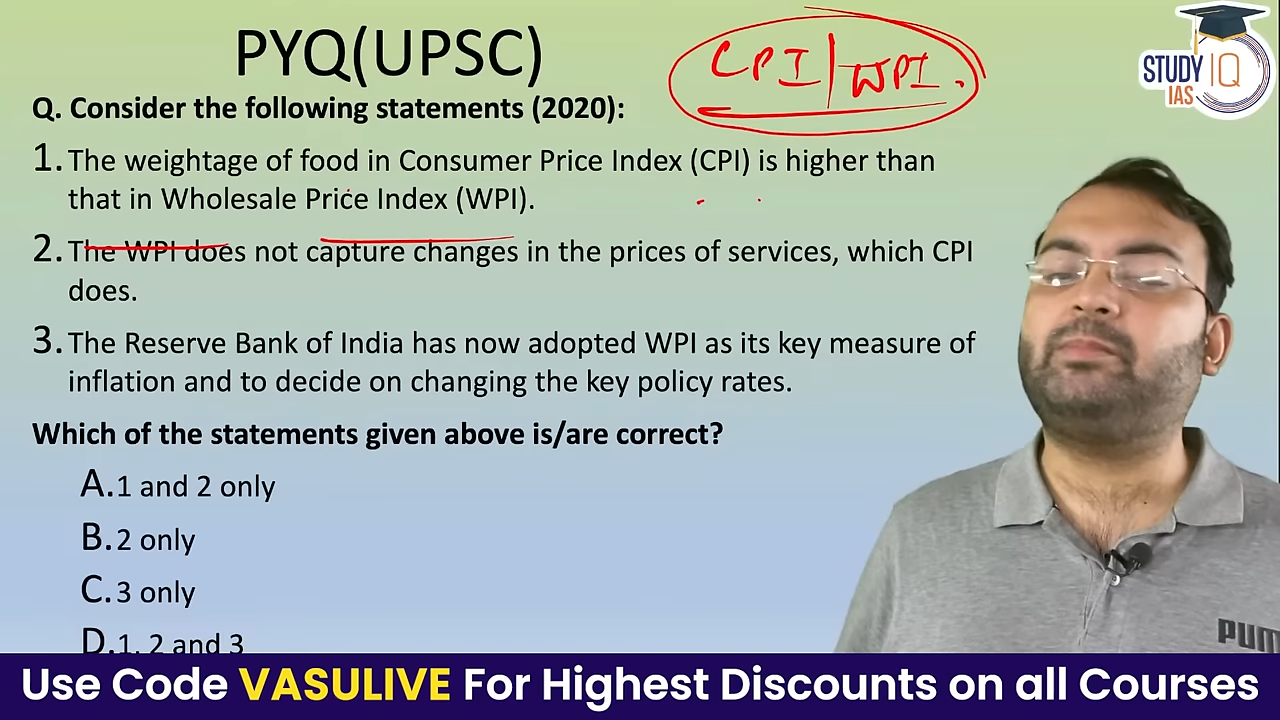 PYQ(UPSC)
CPI | WPI.
STUDY IQ
IAS
Q. Consider the following statements (2020):
1. The weightage of food in Consumer Price Index (CPI) is higher than
that in Wholesale Price Index (WPI).
2. The WPI does not capture changes in the prices of services, which CPI
does.
3. The Reserve Bank of India has now adopted WPI as its key measure of
inflation and to decide on changing the key policy rates.
Which of the statements given above is/are correct?
A. 1 and 2 only
B. 2 only
C. 3 only
D. 1, 2 and 3
Use Code VASULIVE For Highest Discounts on all Courses